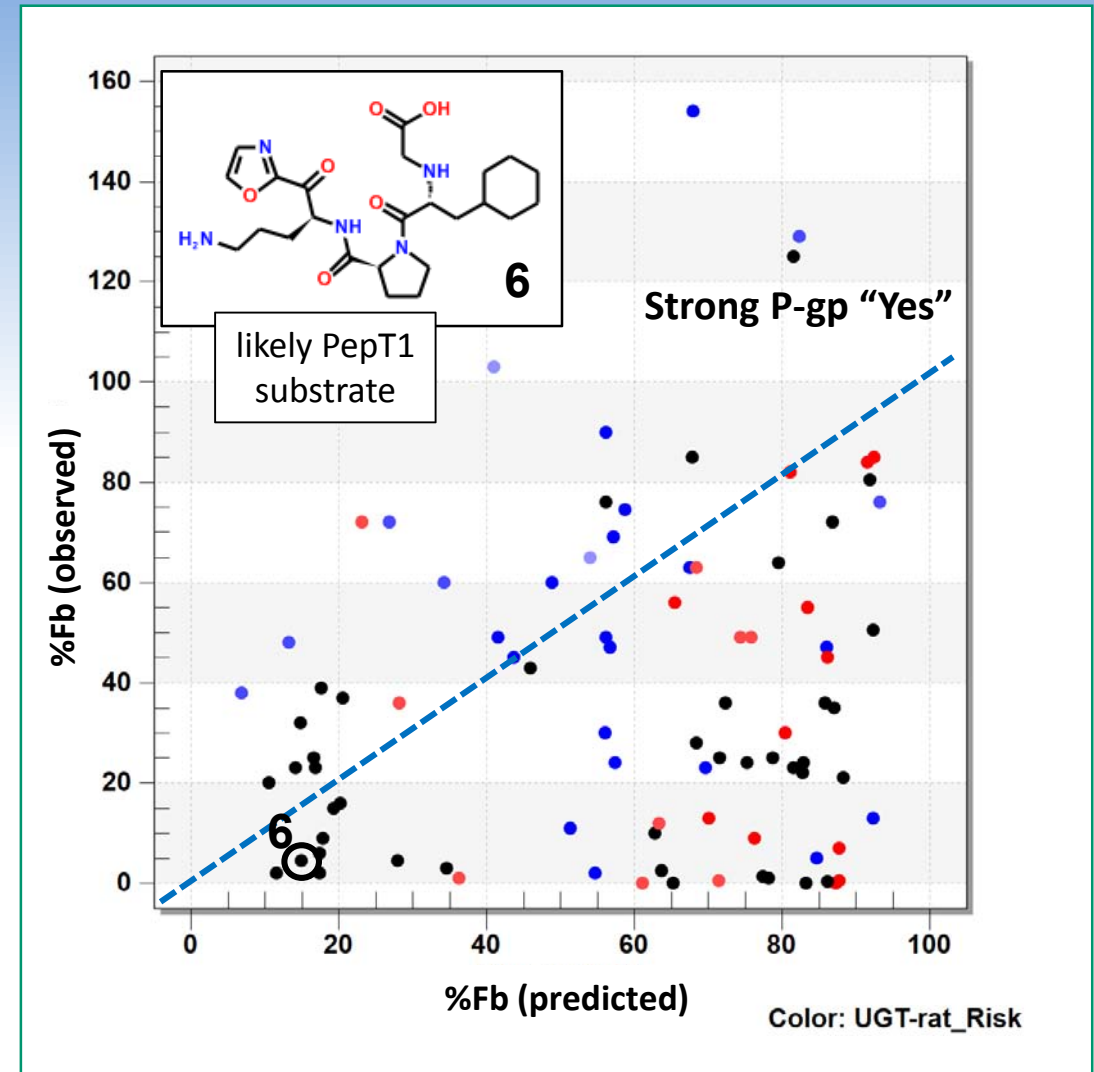 160
140
120
100
80
60
40
20
0
O
OH
N
O
O
NH
O
H₂N
NH
N
O
6
likely PepT1
substrate
Strong P-gp “Yes”
6
%Fb (observed)
0
20
40
60
80
100
%Fb (predicted)
Color: UGT-rat_Risk